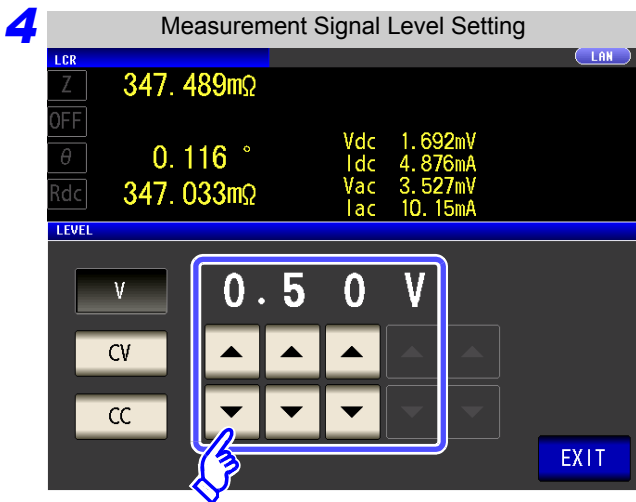 4 Measurement Signal Level Setting
LCR LAN
Z 347.489mΩ
OFF
θ 0.116 ° Vdc 1.692mV
Idc 4.876mA
Rdc 347.033mΩ Vac 3.527mV
Iac 10.15mA
LEVEL
V 0.50 V
CV
CC
EXIT